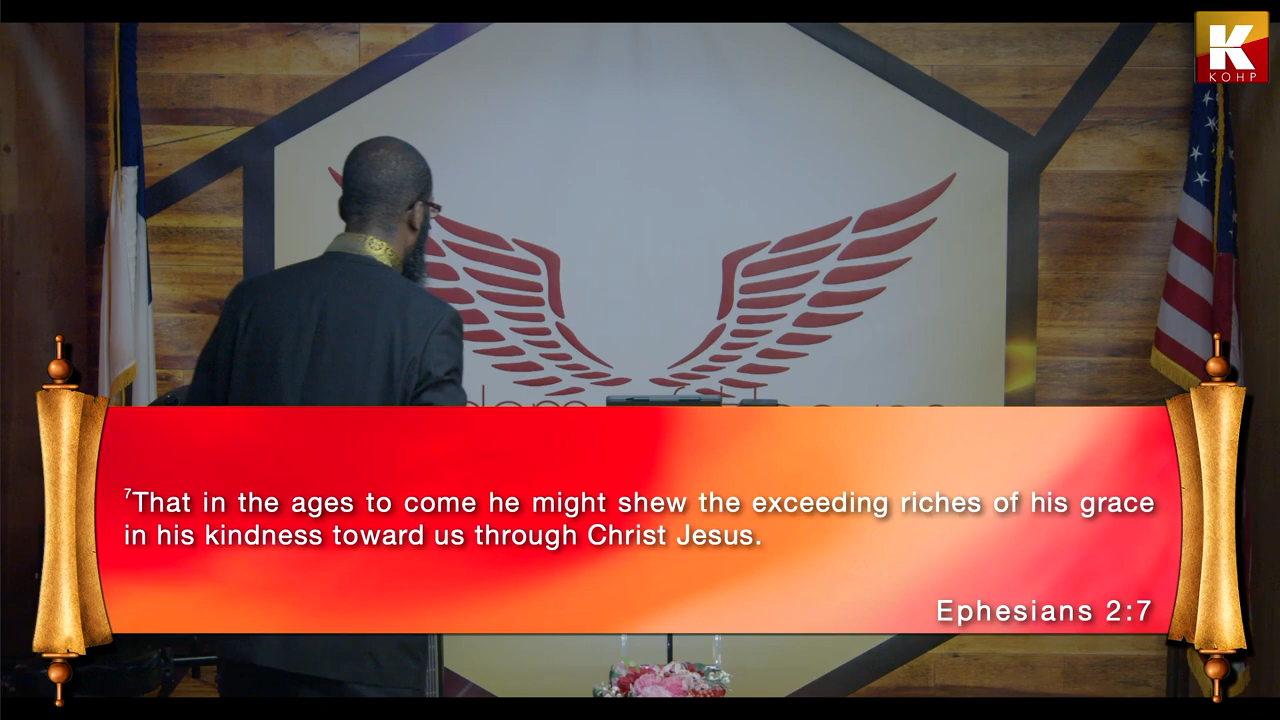 K
KOHP
⁷That in the ages to come he might shew the exceeding riches of his grace
in his kindness toward us through Christ Jesus.
Ephesians 2:7